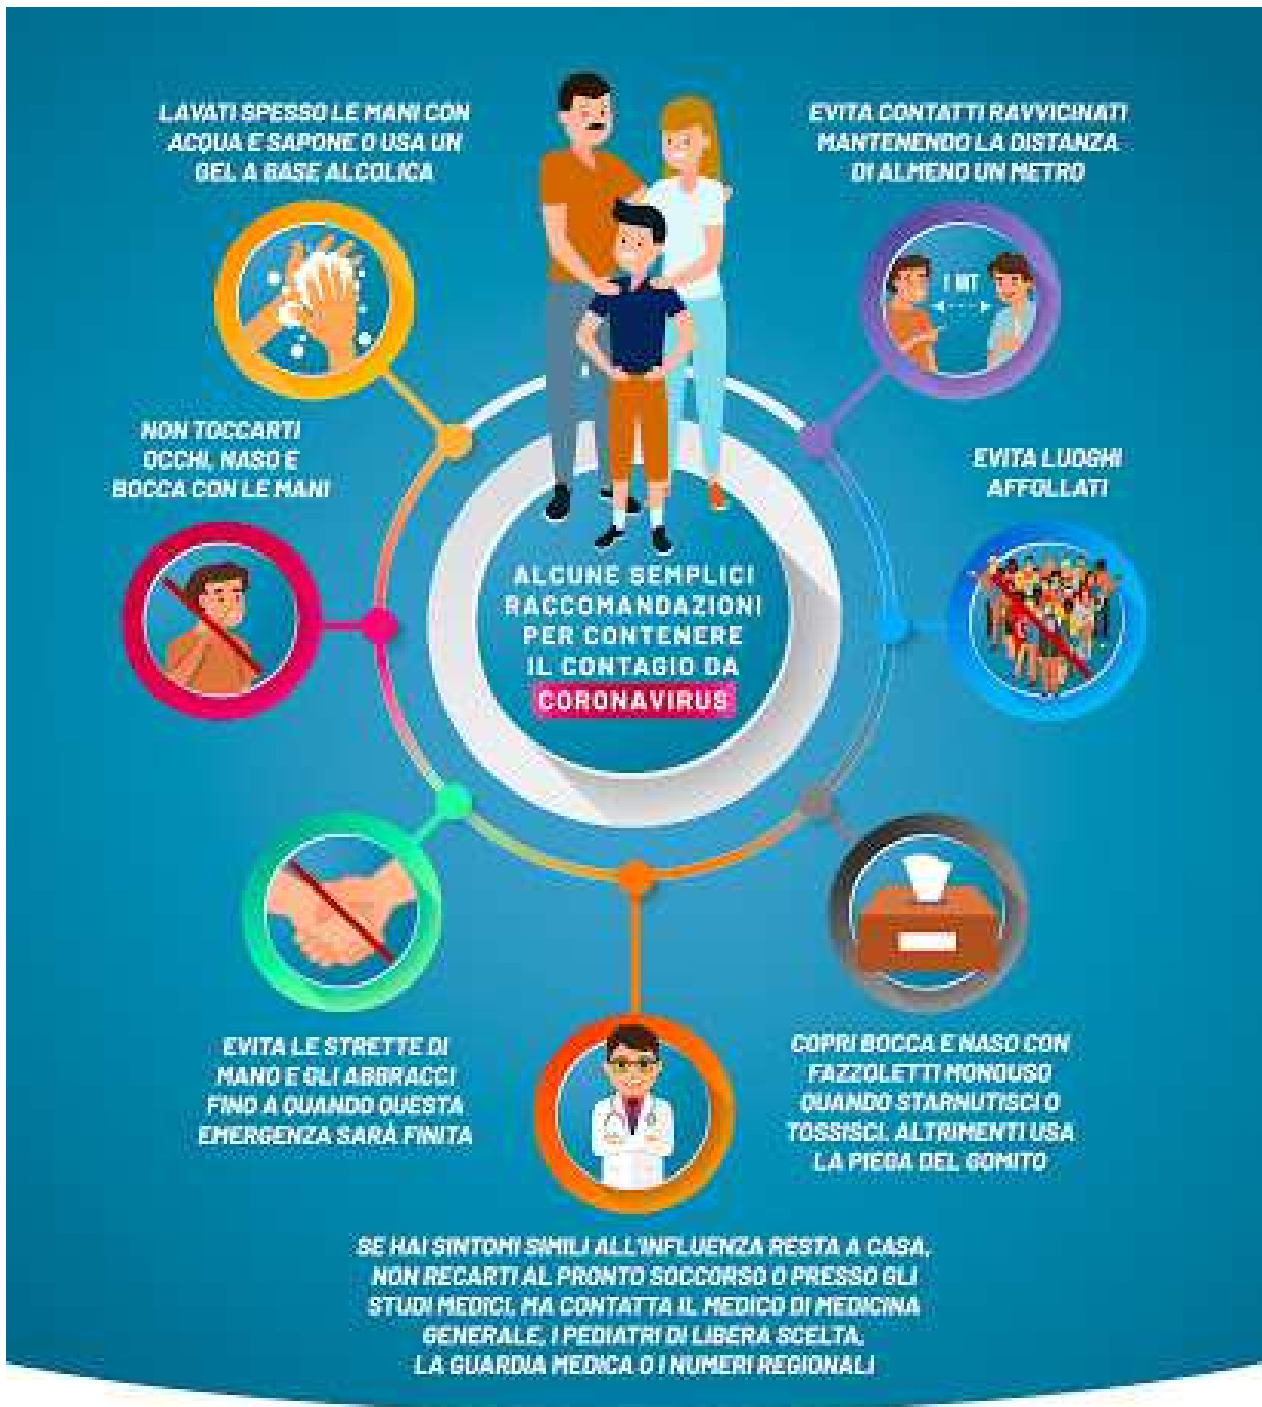 LAVATI SPESSO LE MANI CON
ACQUA E SAPONE O USA UN
GEL A BASE ALCOLICA
EVITA CONTATTI RAVVICINATI
MANTENENDO LA DISTANZA
DI ALMENO UN METRO
1 MT
NON TOCCARTI
OCCHI, NASO E
BOCCA CON LE MANI
EVITA LUOGHI
AFFOLLATI
ALCUNE SEMPLICI
RACCOMANDAZIONI
PER CONTENERE
IL CONTAGIO DA
CORONAVIRUS
EVITA LE STRETTE DI
MANO E GLI ABBRACCI
FINO A QUANDO QUESTA
EMERGENZA SARÀ FINITA
COPRI BOCCA E NASO CON
FAZZOLETTI MONOUSO
QUANDO STARNUTISCI O
TOSSISCI. ALTRIMENTI USA
LA PIEGA DEL GOMITO
SE HAI SINTOMI SIMILI ALL'INFLUENZA RESTA A CASA,
NON RECARTI AL PRONTO SOCCORSO O PRESSO GLI
STUDI MEDICI, MA CONTATTA IL MEDICO DI MEDICINA
GENERALE, I PEDIATRI DI LIBERA SCELTA,
LA GUARDIA MEDICA O I NUMERI REGIONALI